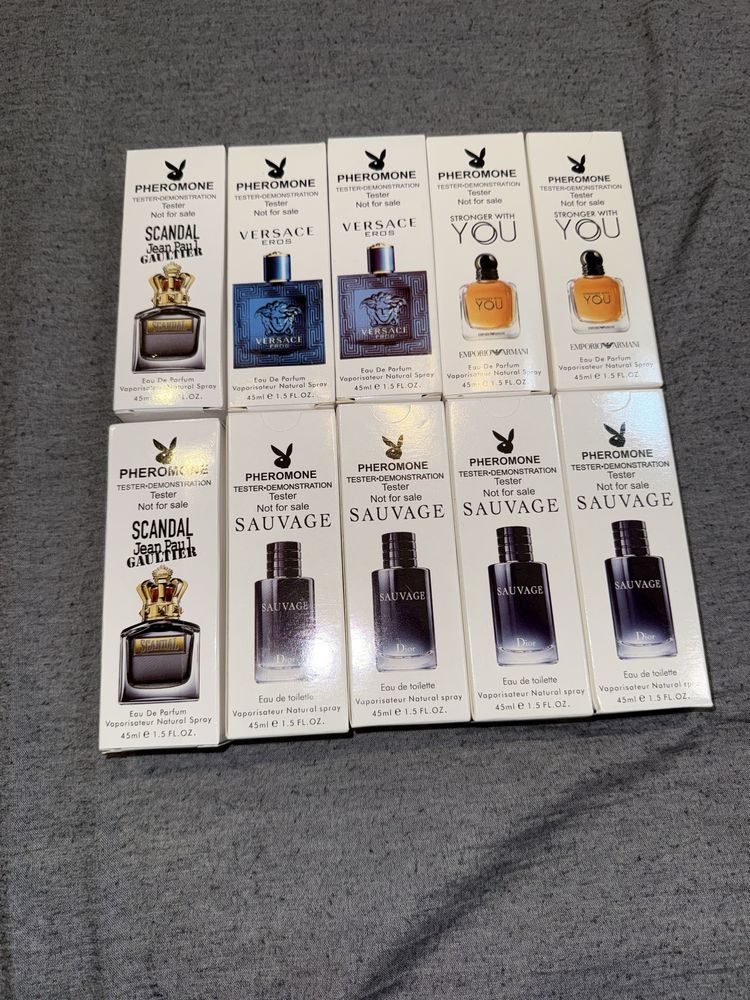 PHEROMONE
TESTER•DEMONSTRATION
Tester
Not for sale
SCANDAL
Jean Paul
GAULTIER
SCANDAL
Eau De Parfum
Vaporisateur Natural Spray
45ml e 1.5 FL.OZ.
PHEROMONE
TESTER•DEMONSTRATION
Tester
Not for sale
VERSACE
EROS
VERSACE
EROS
Eau De Parfum
Vaporisateur Natural Spray
45ml e 1.5 FL.OZ.
PHEROMONE
TESTER•DEMONSTRATION
Tester
Not for sale
VERSACE
EROS
VERSACE
EROS
Eau De Parfum
Vaporisateur Natural Spray
45ml e 1.5 FL.OZ.
PHEROMONE
TESTER•DEMONSTRATION
Tester
Not for sale
STRONGER WITH
YOU
STRONGER WITH
YOU
EMPORIO ARMANI
Eau De Parfum
Vaporisateur Natural Spray
45ml e 1.5 FL.OZ.
PHEROMONE
TESTER•DEMONSTRATION
Tester
Not for sale
STRONGER WITH
YOU
STRONGER WITH
YOU
EMPORIO ARMANI
Eau De Parfum
Vaporisateur Natural Spray
45ml e 1.5 FL.OZ.
PHEROMONE
TESTER•DEMONSTRATION
Tester
Not for sale
SCANDAL
Jean Paul
GAULTIER
SCANDAL
Eau De Parfum
Vaporisateur Natural Spray
45ml e 1.5 FL.OZ.
PHEROMONE
TESTER•DEMONSTRATION
Tester
Not for sale
SAUVAGE
SAUVAGE
Dior
Eau de toilette
Vaporisateur Natural spray
45ml e 1.5 FL.OZ.
PHEROMONE
TESTER•DEMONSTRATION
Tester
Not for sale
SAUVAGE
SAUVAGE
Dior
Eau de toilette
Vaporisateur Natural spray
45ml e 1.5 FL.OZ.
PHEROMONE
TESTER•DEMONSTRATION
Tester
Not for sale
SAUVAGE
SAUVAGE
Dior
Eau de toilette
Vaporisateur Natural spray
45ml e 1.5 FL.OZ.
PHEROMONE
TESTER•DEMONSTRATION
Tester
Not for sale
SAUVAGE
SAUVAGE
Dior
Eau de toilette
Vaporisateur Natural spray
45ml e 1.5 FL.OZ.